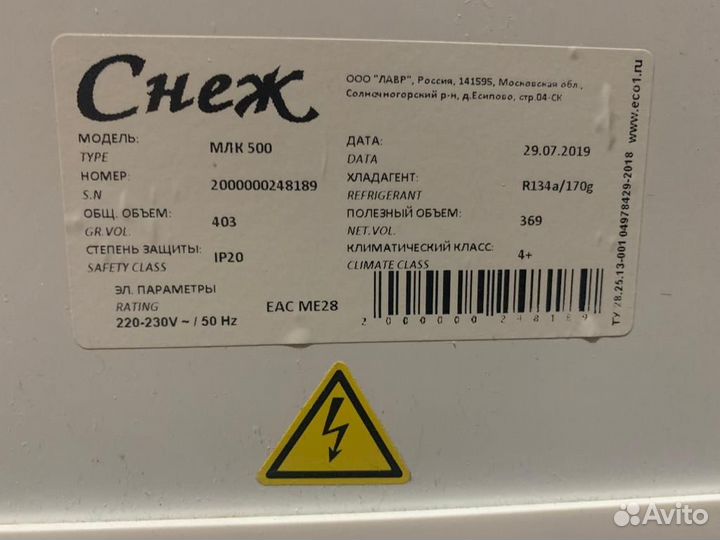 Снеж
ООО "ЛАВР", Россия, 141595, Московская обл.,
Солнечногорский р-н, д.Есипово, стр.04-СК
МОДЕЛЬ:
TYPE
МЛК 500
НОМЕР:
S.N
2000000248189
ОБЩ. ОБЪЕМ:
GR.VOL.
403
СТЕПЕНЬ ЗАЩИТЫ:
SAFETY CLASS
IP20
ЭЛ. ПАРАМЕТРЫ
RATING
220-230V ~ / 50 Hz
EAC ME28
ДАТА:
DATA
29.07.2019
ХЛАДАГЕНТ:
REFRIGERANT
R134a/170g
ПОЛЕЗНЫЙ ОБЪЕМ:
NET.VOL.
369
КЛИМАТИЧЕСКИЙ КЛАСС:
CLIMATE CLASS
4+
2000000248189
ТУ 28.25.13-001 04978429-2018 www.eco1.ru
Avito